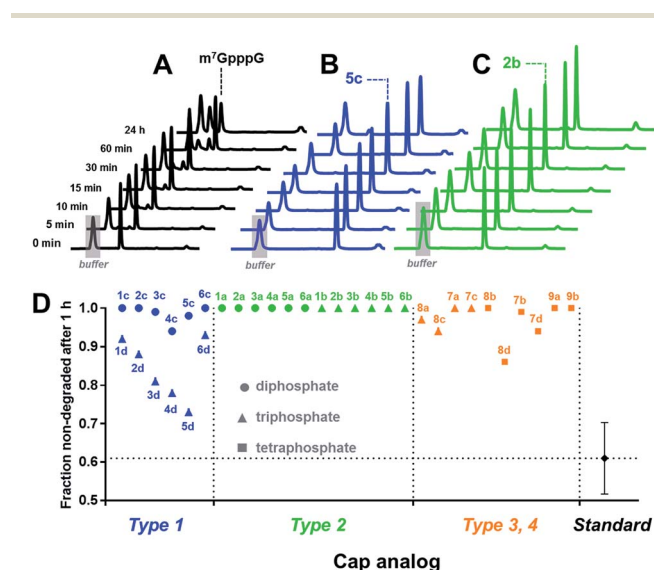 A
m⁷GpppG
B
5c
C
2b
24 h
60 min
30 min
15 min
10 min
5 min
0 min
buffer
buffer
buffer
D
1c 2c 3c 4c 5c 6c
1d 2d 3d 4d 5d 6d
1a 2a 3a 4a 5a 6a 1b 2b 3b 4b 5b 6b
8a 8c 7a 7c 8b 8d 7b 7d 9a 9b
1.0
0.9
0.8
0.7
0.6
0.5
Fraction non-degraded after 1 h
diphosphate
triphosphate
tetraphosphate
Type 1 Type 2 Type 3, 4 Standard
Cap analog